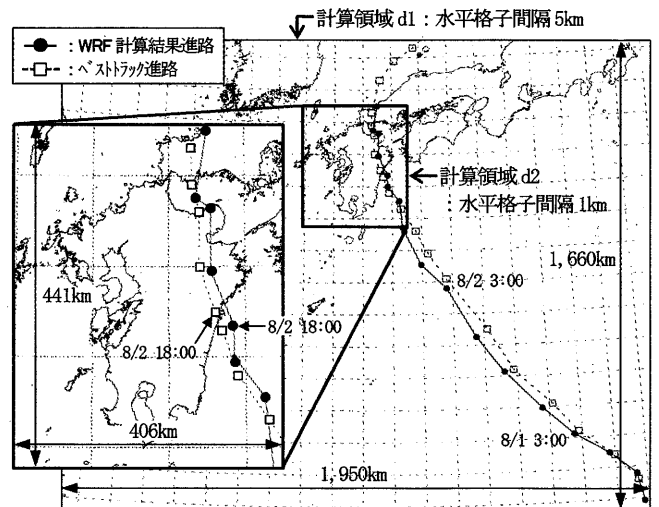 計算領域 d1：水平格子間隔 5km
：WRF 計算結果進路
：ベストトラック進路
計算領域 d2
：水平格子間隔 1km
1,660km
441km
8/2 3:00
8/2 18:00
8/2 18:00
406km
8/1 3:00
1,950km